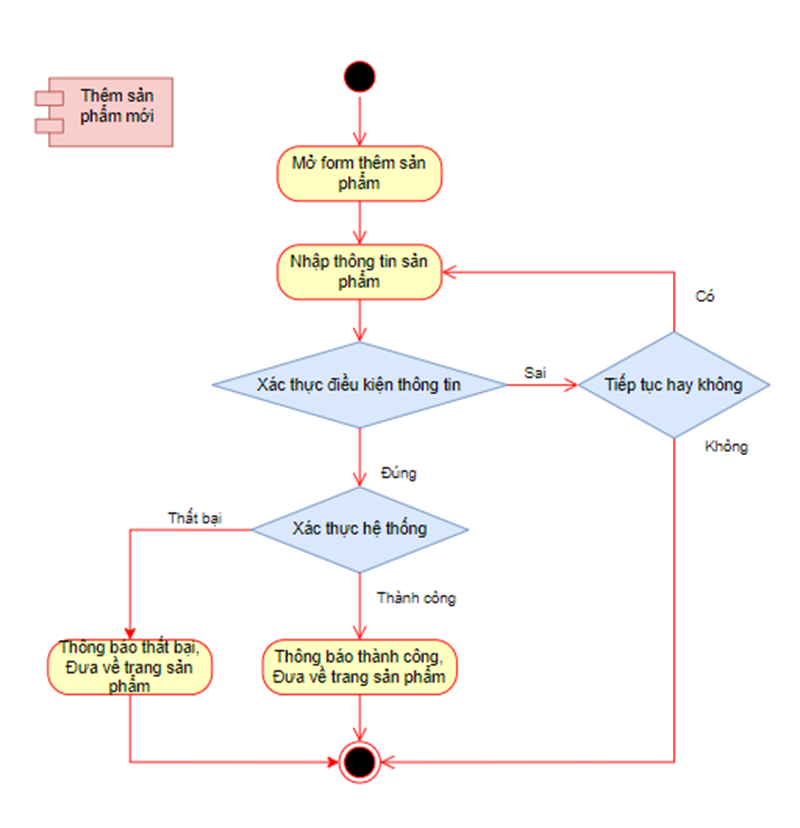 Thêm sản
phẩm mới
Mở form thêm sản
phẩm
Nhập thông tin sản
phẩm
Có
Xác thực điều kiện thông tin
Sai
Tiếp tục hay không
Không
Đúng
Thất bại
Xác thực hệ thống
Thành công
Thông báo thất bại,
Đưa về trang sản
phẩm
Thông báo thành công,
Đưa về trang sản phẩm